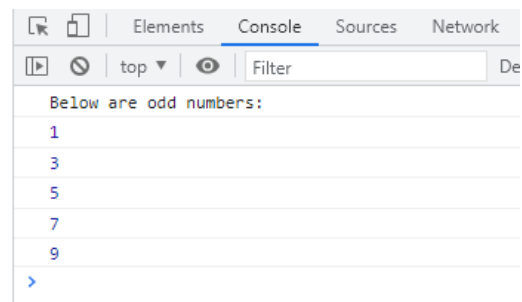 Elements Console Sources Network
top ▼ Filter De
Below are odd numbers:
1
3
5
7
9
>